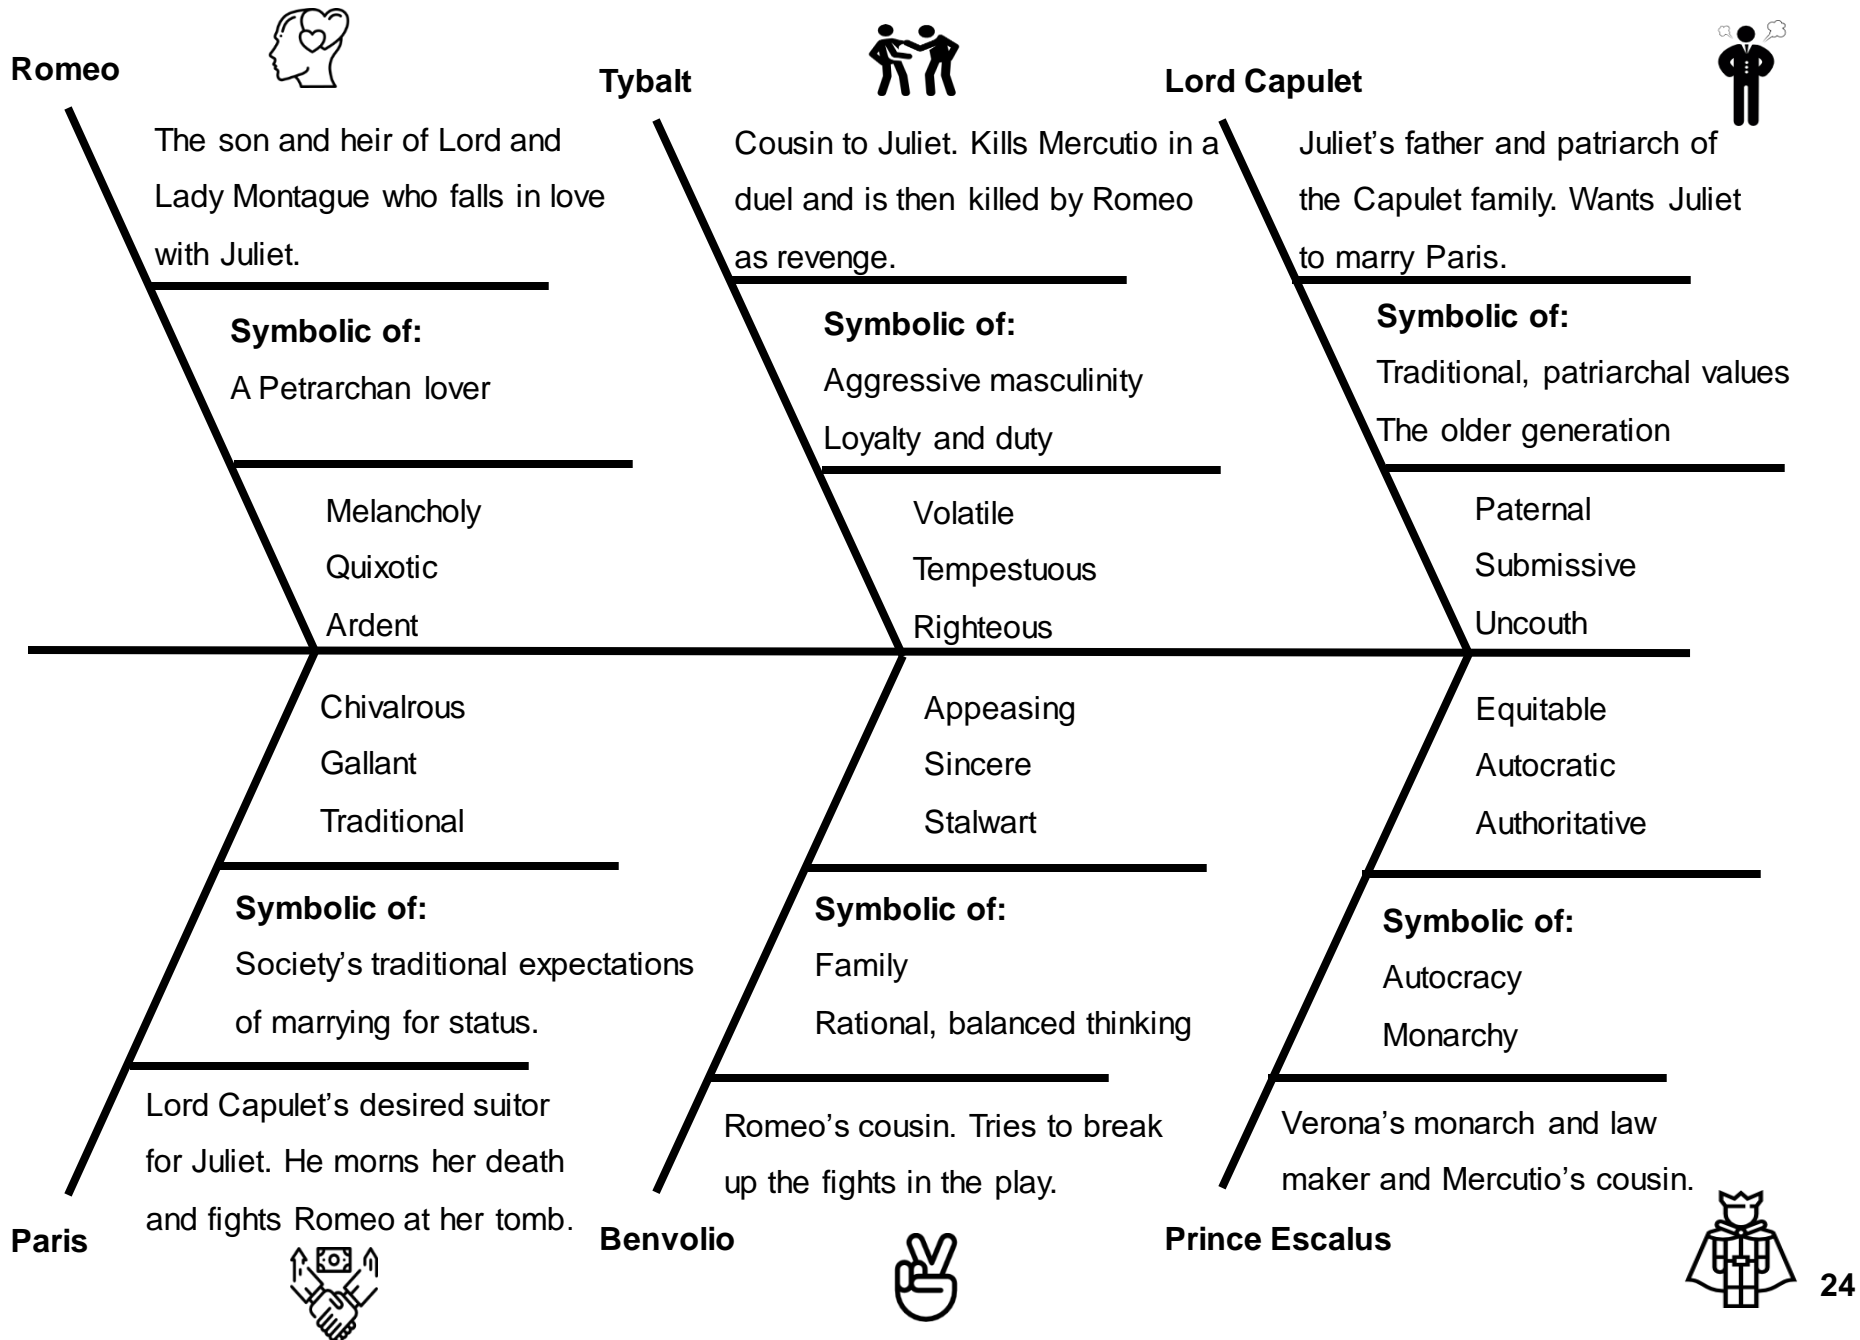 Romeo
The son and heir of Lord and
Lady Montague who falls in love
with Juliet.
Symbolic of:
A Petrarchan lover
Melancholy
Quixotic
Ardent
Tybalt
Cousin to Juliet. Kills Mercutio in a
duel and is then killed by Romeo
as revenge.
Symbolic of:
Aggressive masculinity
Loyalty and duty
Volatile
Tempestuous
Righteous
Lord Capulet
Juliet's father and patriarch of
the Capulet family. Wants Juliet
to marry Paris.
Symbolic of:
Traditional, patriarchal values
The older generation
Paternal
Submissive
Uncouth
Chivalrous
Gallant
Traditional
Symbolic of:
Society's traditional expectations
of marrying for status.
Lord Capulet's desired suitor
for Juliet. He morns her death
and fights Romeo at her tomb.
Paris
Appeasing
Sincere
Stalwart
Symbolic of:
Family
Rational, balanced thinking
Romeo's cousin. Tries to break
up the fights in the play.
Benvolio
Equitable
Autocratic
Authoritative
Symbolic of:
Autocracy
Monarchy
Verona's monarch and law
maker and Mercutio's cousin.
Prince Escalus
24